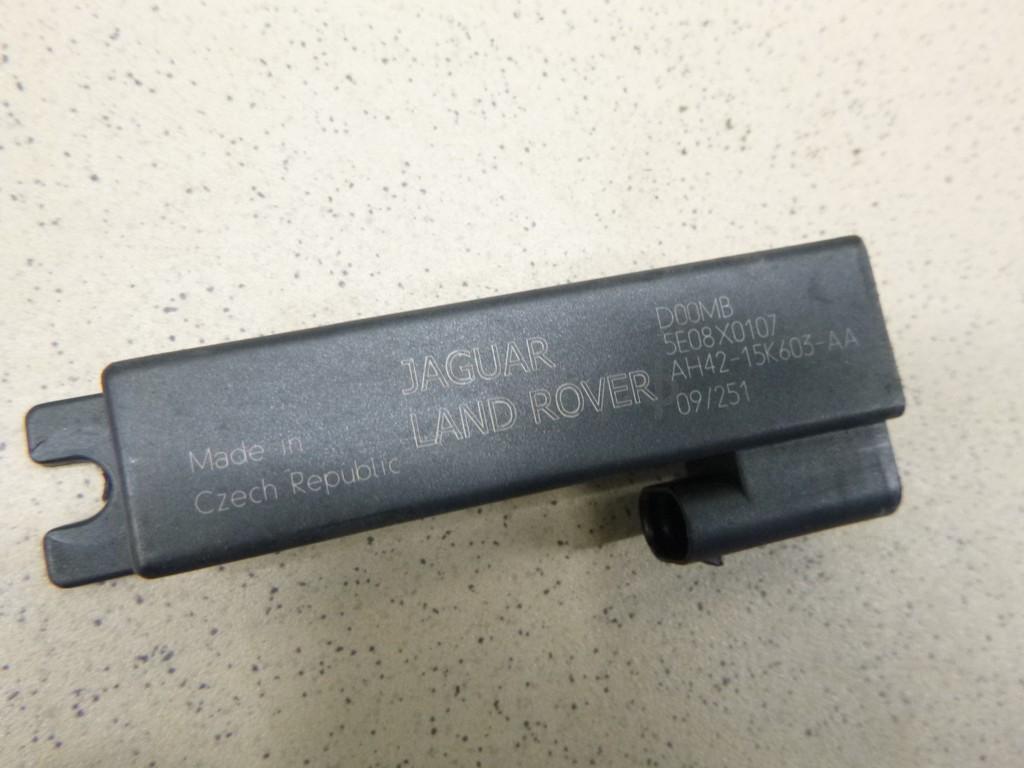 Made in
Czech Republic
JAGUAR
LAND ROVER
D00MB
5E08X0107
AH42-15K603-AA
09/251